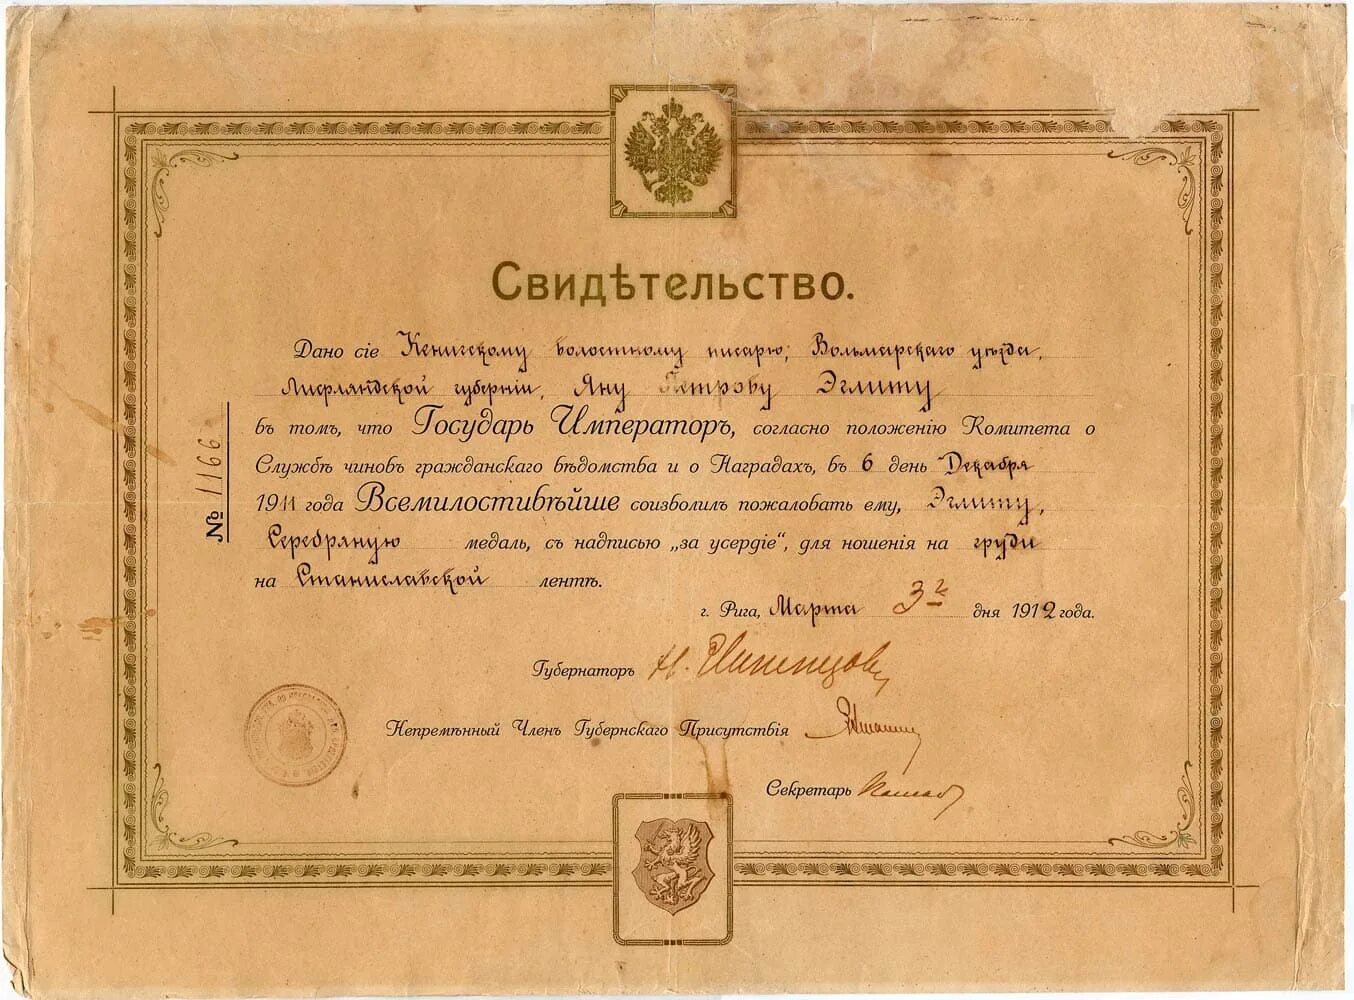 Свидѣтельство.
Дано сіе Кенигскому волостному писарю, Вольмарскаго уѣзда,
Лифляндской губерніи, Яну Петрову Эглиту
въ томъ, что Государь Императоръ, согласно положенію Комитета о
Службѣ чиновъ гражданскаго вѣдомства и о Наградахъ, въ 6 день Декабря
1911 года Всемилостивѣйше соизволилъ пожаловать ему, Эглиту,
Серебряную медаль, съ надписью „за усердіе“, для ношенія на груди
на Станиславской лентѣ.
г. Рига, Марта 3 дня 1912 года.
Губернаторъ
Непремѣнный Членъ Губернскаго Присутствія
Секретарь
№ 1166